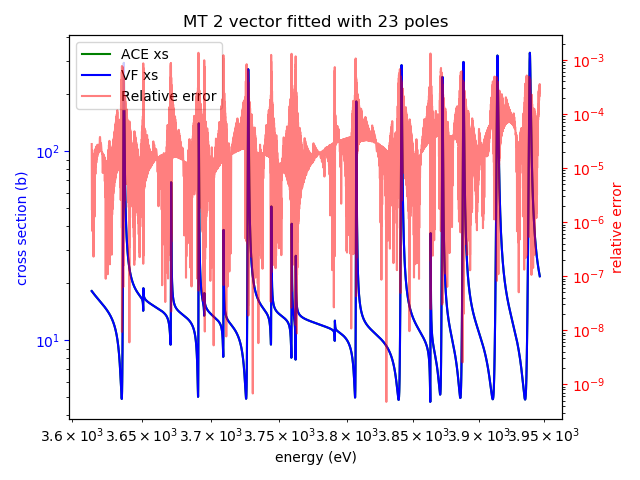 MT 2 vector fitted with 23 poles
ACE xs
VF xs
Relative error
cross section (b)
10²
10¹
relative error
10⁻³
10⁻⁴
10⁻⁵
10⁻⁶
10⁻⁷
10⁻⁸
10⁻⁹
3.6 × 10³ 3.65 × 10³ 3.7 × 10³ 3.75 × 10³ 3.8 × 10³ 3.85 × 10³ 3.9 × 10³ 3.95 × 10³
energy (eV)